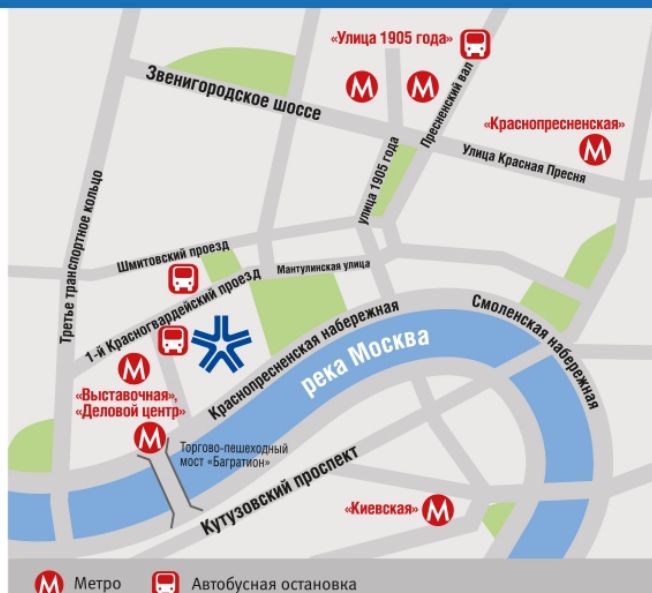 «Улица 1905 года»
М
М
Пресненский вал
Звенигородское шоссе
«Краснопресненская»
М
Улица Красная Пресня
улица 1905 года
Третье транспортное кольцо
Шмитовский проезд
Мантулинская улица
1-й Красногвардейский проезд
Краснопресненская набережная
Смоленская набережная
река Москва
М
«Выставочная»,
«Деловой центр»
М
Торгово-пешеходный
мост «Багратион»
Кутузовский проспект
«Киевская»
М
М Метро
Автобусная остановка